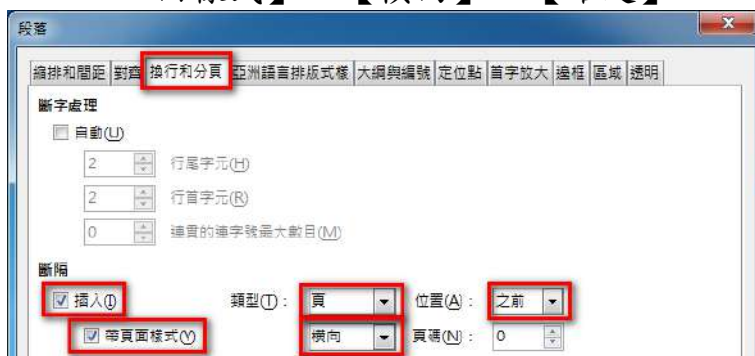 段落
編排和間距 對齊 換行和分頁 亞洲語言排版式樣 大綱與編號 定位點 首字放大 邊框 區域 透明
斷字處理
自動(U)
2 行尾字元(H)
2 行首字元(R)
0 連貫的連字號最大數目(M)
斷隔
插入(I) 類型(T)： 頁 位置(A)： 之前
帶頁面樣式(Y) 橫向 頁碼(N)： 0